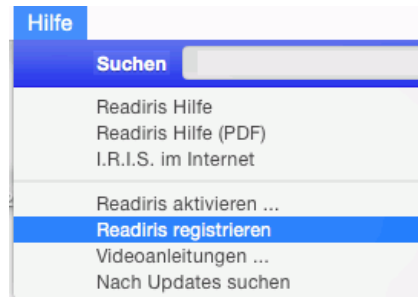 Hilfe
Suchen
Readiris Hilfe
Readiris Hilfe (PDF)
I.R.I.S. im Internet
Readiris aktivieren ...
Readiris registrieren
Videoanleitungen ...
Nach Updates suchen